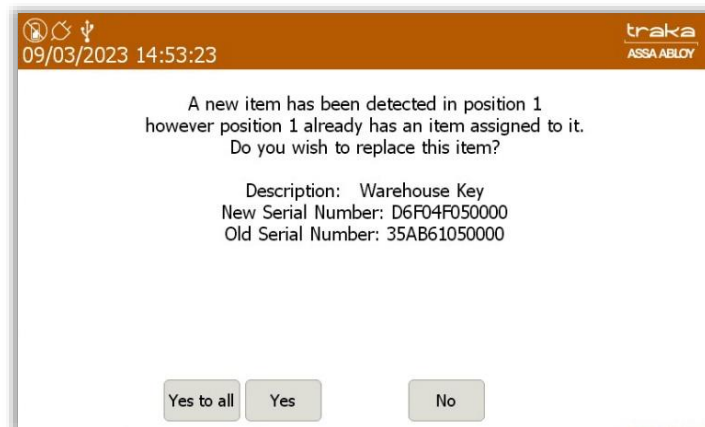 09/03/2023 14:53:23
traka
ASSA ABLOY
A new item has been detected in position 1
however position 1 already has an item assigned to it.
Do you wish to replace this item?
Description: Warehouse Key
New Serial Number: D6F04F050000
Old Serial Number: 35AB61050000
Yes to all
Yes
No